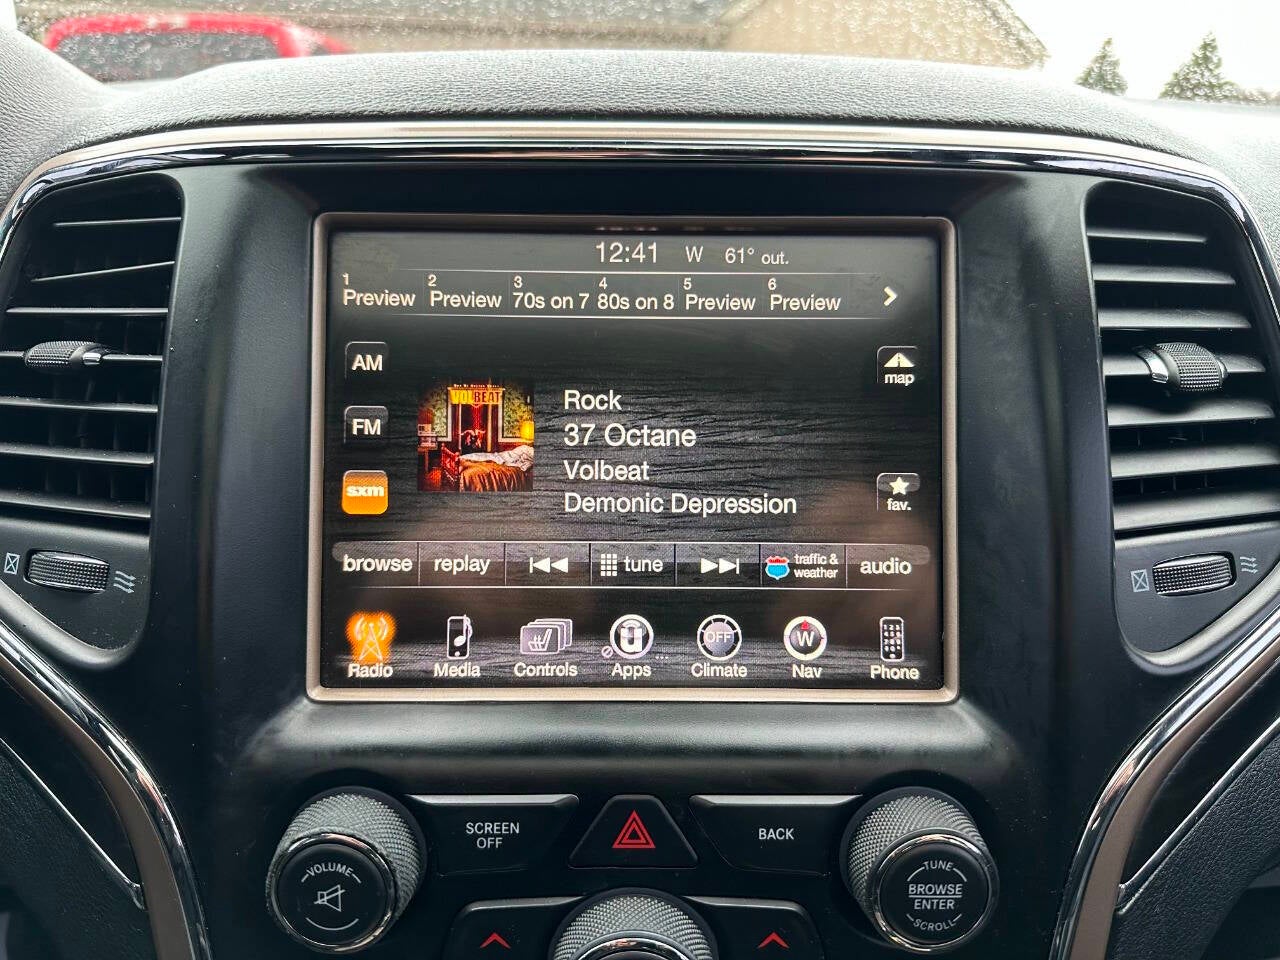 12:41 W 61° out.
1 2 3 4 5 6
Preview Preview 70s on 7 80s on 8 Preview Preview
AM
map
VOLBEAT
Rock
FM
37 Octane
Volbeat
sxm
Demonic Depression
fav.
browse replay tune traffic & weather audio
OFF
W
Radio Media Controls Apps ... Climate Nav Phone
SCREEN
OFF
BACK
VOLUME
TUNE
BROWSE
ENTER
SCROLL